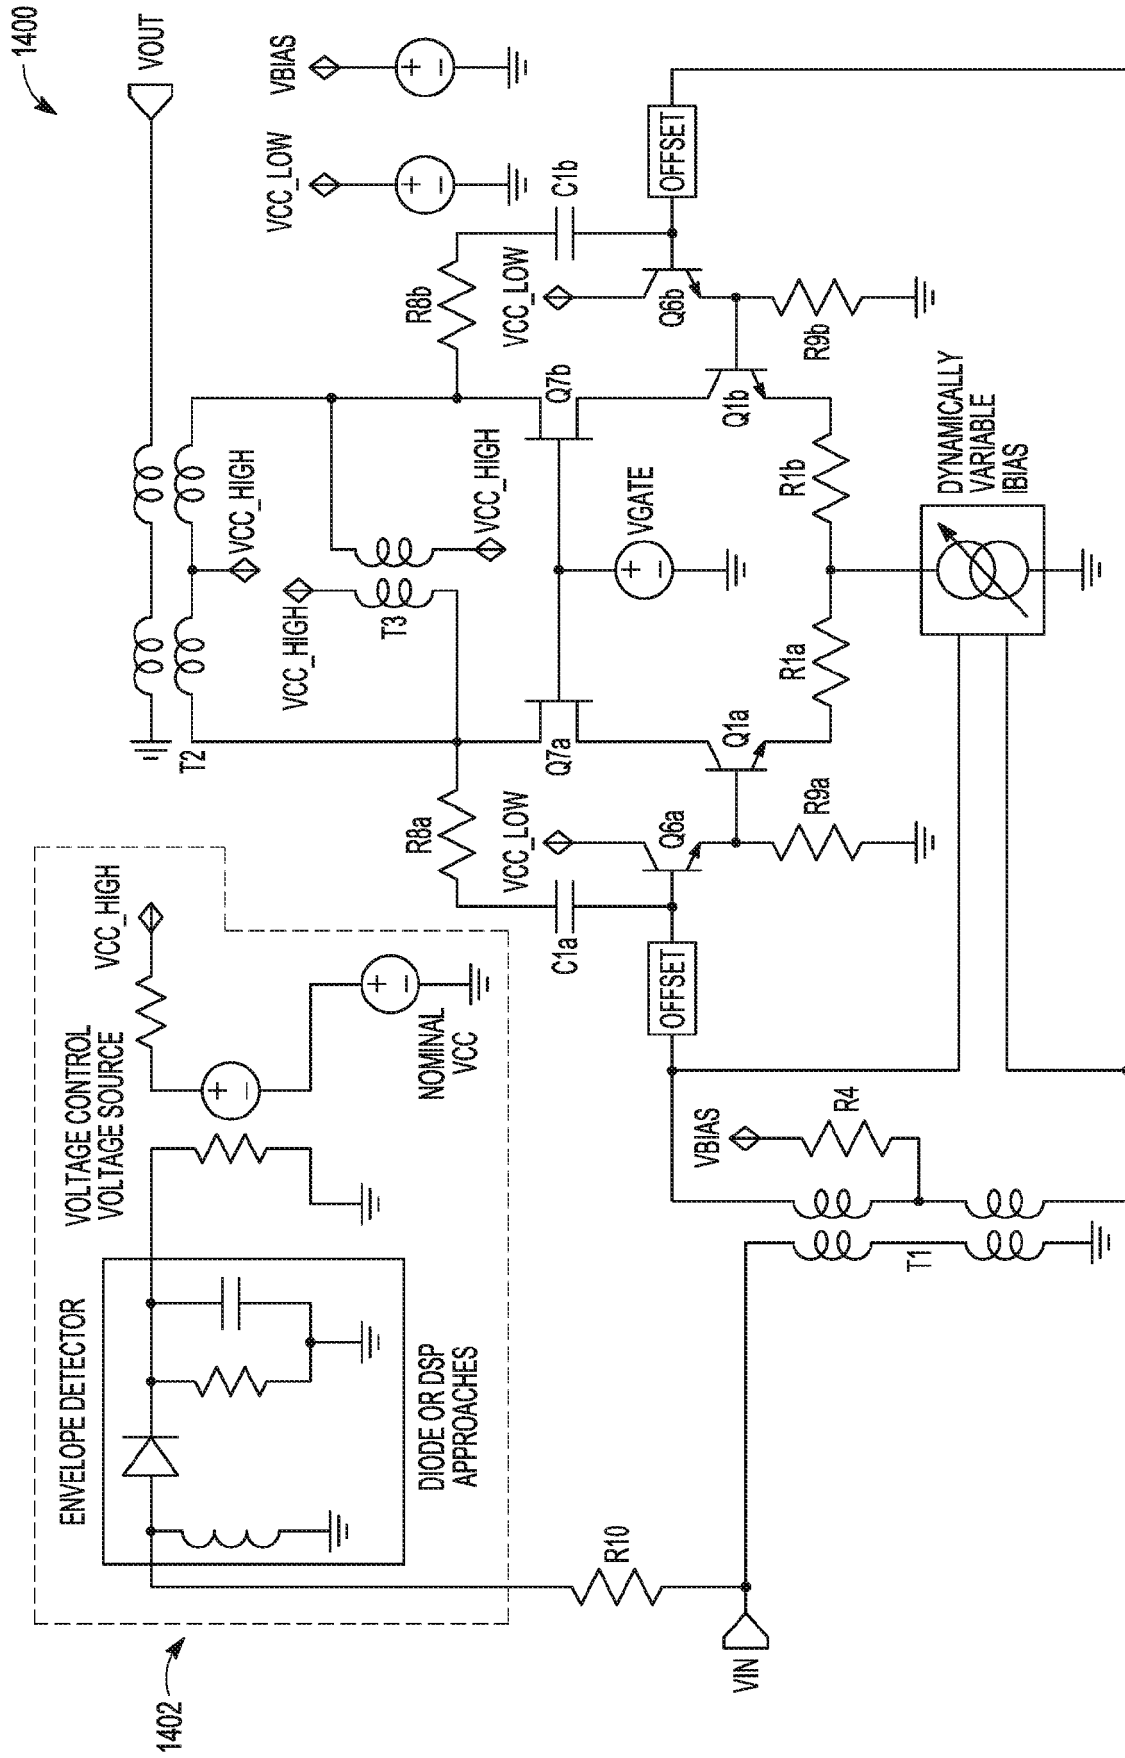 1400
1402
ENVELOPE DETECTOR
DIODE OR DSP
APPROACHES
VOLTAGE CONTROL
VOLTAGE SOURCE
VCC_HIGH
+
−
NOMINAL
VCC
+
−
VOUT
T2
VCC_HIGH
VCC_LOW
+
−
VBIAS
+
−
VCC_HIGH
T3
VCC_HIGH
R8a
R8b
C1a
C1b
VCC_LOW
VCC_LOW
Q7a
Q7b
OFFSET
OFFSET
Q6a
Q6b
VGATE
+
−
Q1a
Q1b
R9a
R9b
R1a
R1b
DYNAMICALLY
VARIABLE
IBIAS
VIN
R10
T1
VBIAS
R4